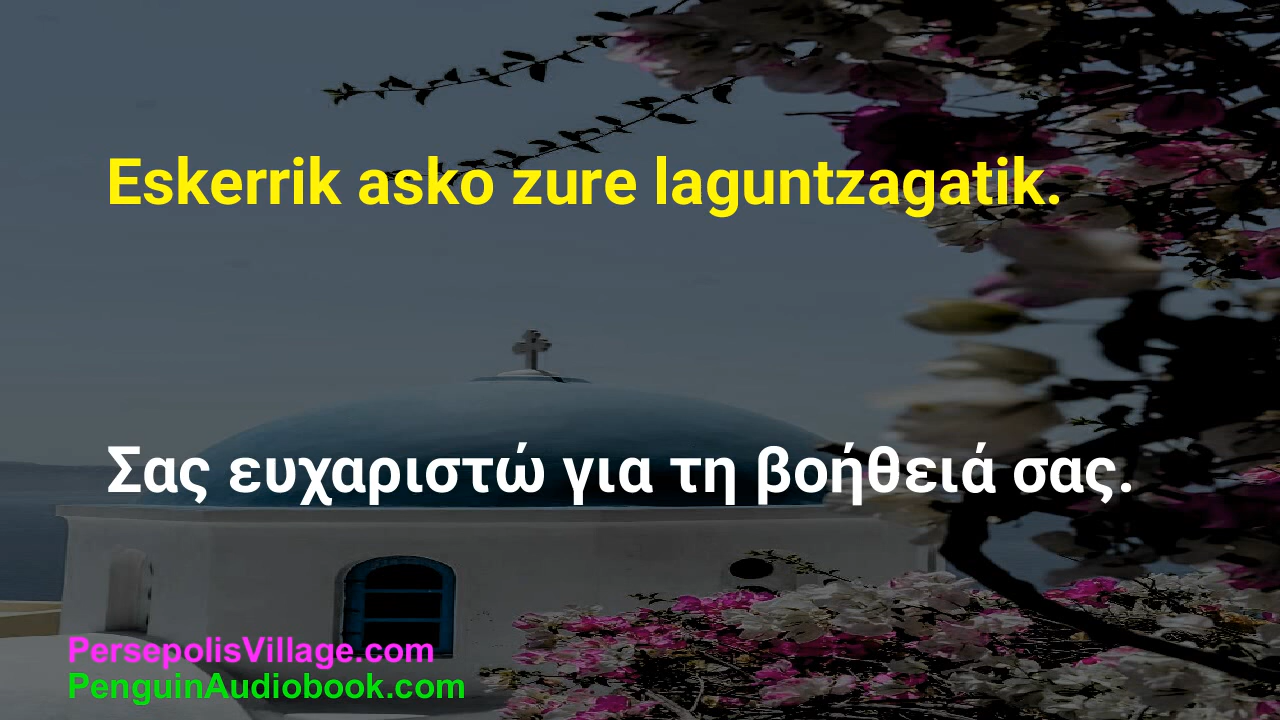 Eskerrik asko zure laguntzagatik.
Σας ευχαριστώ για τη βοήθειά σας.
PersepolisVillage.com
PenguinAudiobook.com